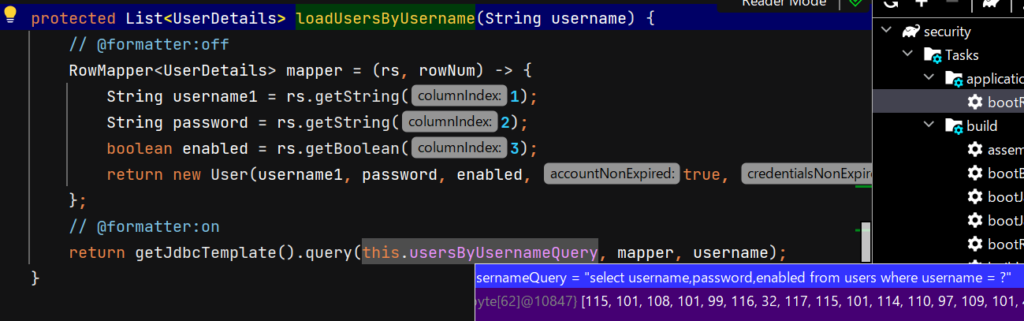 protected List<UserDetails> loadUsersByUsername(String username) {
// @formatter:off
RowMapper<UserDetails> mapper = (rs, rowNum) -> {
String username1 = rs.getString( columnIndex: 1);
String password = rs.getString( columnIndex: 2);
boolean enabled = rs.getBoolean( columnIndex: 3);
return new User(username1, password, enabled, accountNonExpired: true, credentialsNonExpire
};
// @formatter:on
return getJdbcTemplate().query(this.usersByUsernameQuery, mapper, username);
}
sernameQuery = "select username,password,enabled from users where username = ?"
byte[62]@10847} [115, 101, 108, 101, 99, 116, 32, 117, 115, 101, 114, 110, 97, 109, 101, 4
Reader Mode
security
Tasks
applicatio
bootR
build
assem
bootB
bootJ
bootJ
bootR